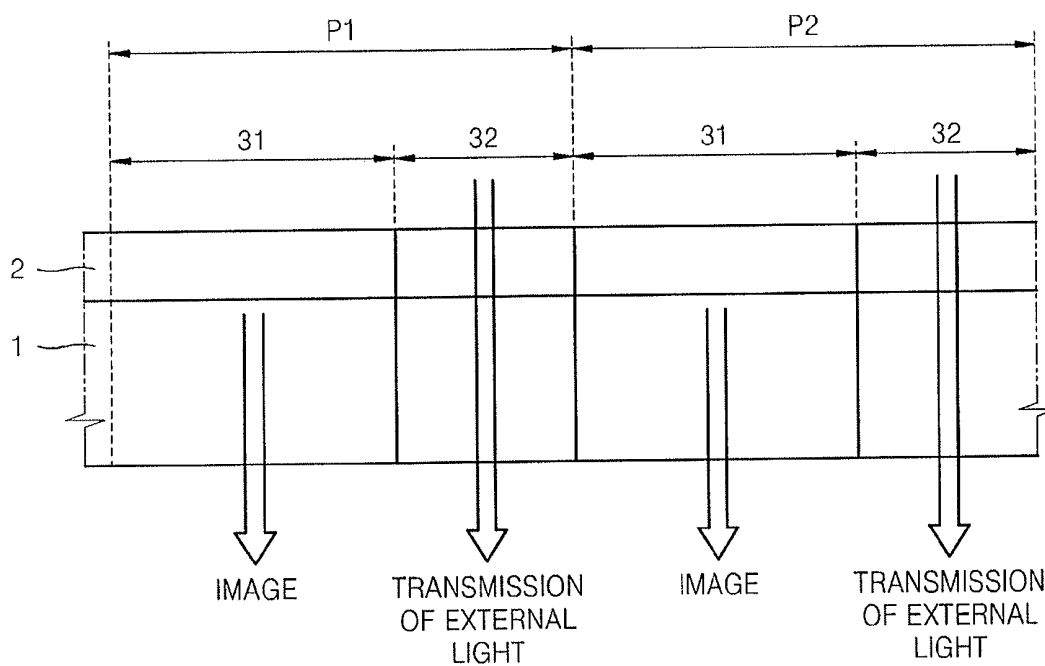 P1
P2
31
32
31
32
2
1
IMAGE
TRANSMISSION
OF EXTERNAL
LIGHT
IMAGE
TRANSMISSION
OF EXTERNAL
LIGHT